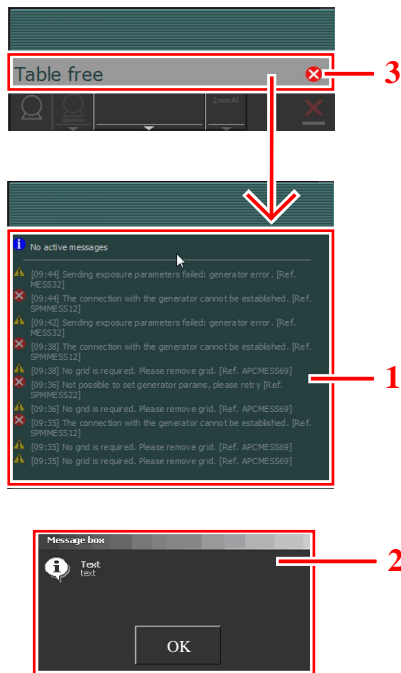 Table free
3
2 mm Al
No active messages
[09:44] Sending exposure parameters failed: generator error. [Ref.
MESS32]
[09:44] The connection with the generator cannot be established. [Ref.
SPMMESS12]
[09:42] Sending exposure parameters failed: generator error. [Ref.
MESS32]
[09:38] The connection with the generator cannot be established. [Ref.
SPMMESS12]
[09:38] No grid is required. Please remove grid. [Ref. APCMESS69]
[09:36] Not possible to set generator params, please retry [Ref.
SPMMESS22]
[09:36] No grid is required. Please remove grid. [Ref. APCMESS69]
[09:35] The connection with the generator cannot be established. [Ref.
SPMMESS12]
[09:35] No grid is required. Please remove grid. [Ref. APCMESS69]
[09:35] No grid is required. Please remove grid. [Ref. APCMESS69]
1
Message box
2
Text
text
OK